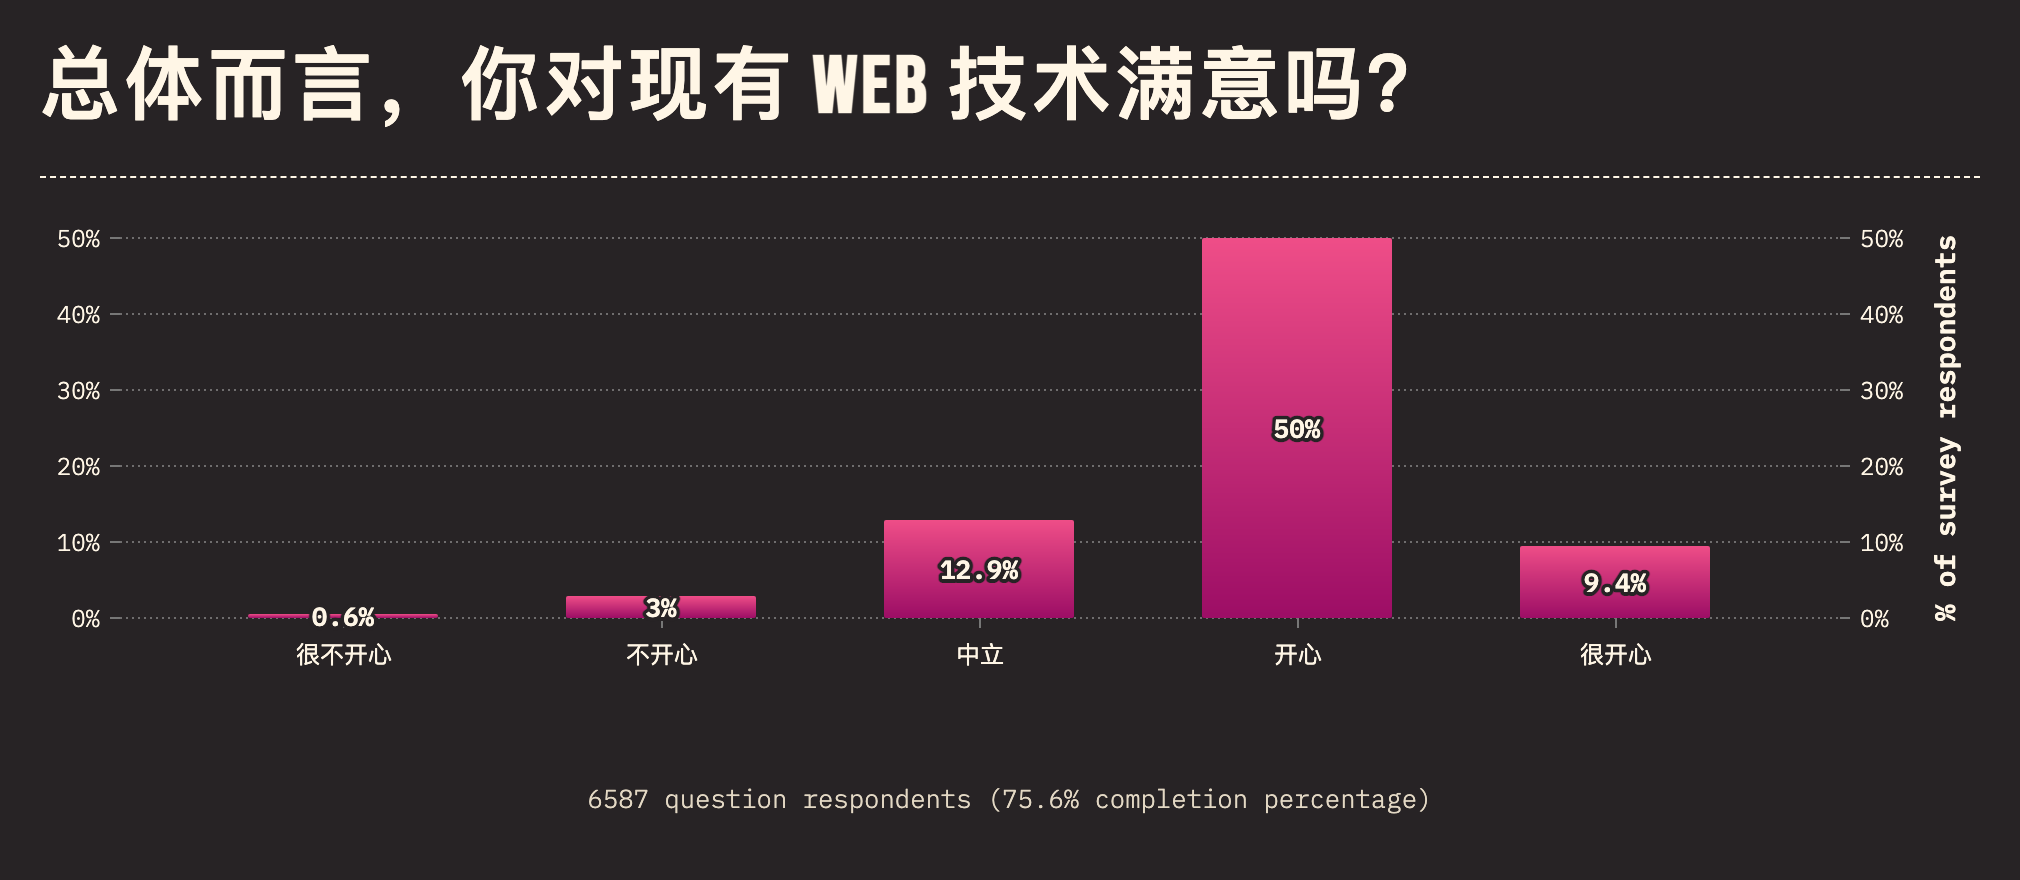 总体而言，你对现有 WEB 技术满意吗？
50%
50%
40%
40%
30%
30%
20%
20%
10%
10%
0%
0%
% of survey respondents
0.6%
3%
12.9%
50%
9.4%
很不开心
不开心
中立
开心
很开心
6587 question respondents (75.6% completion percentage)